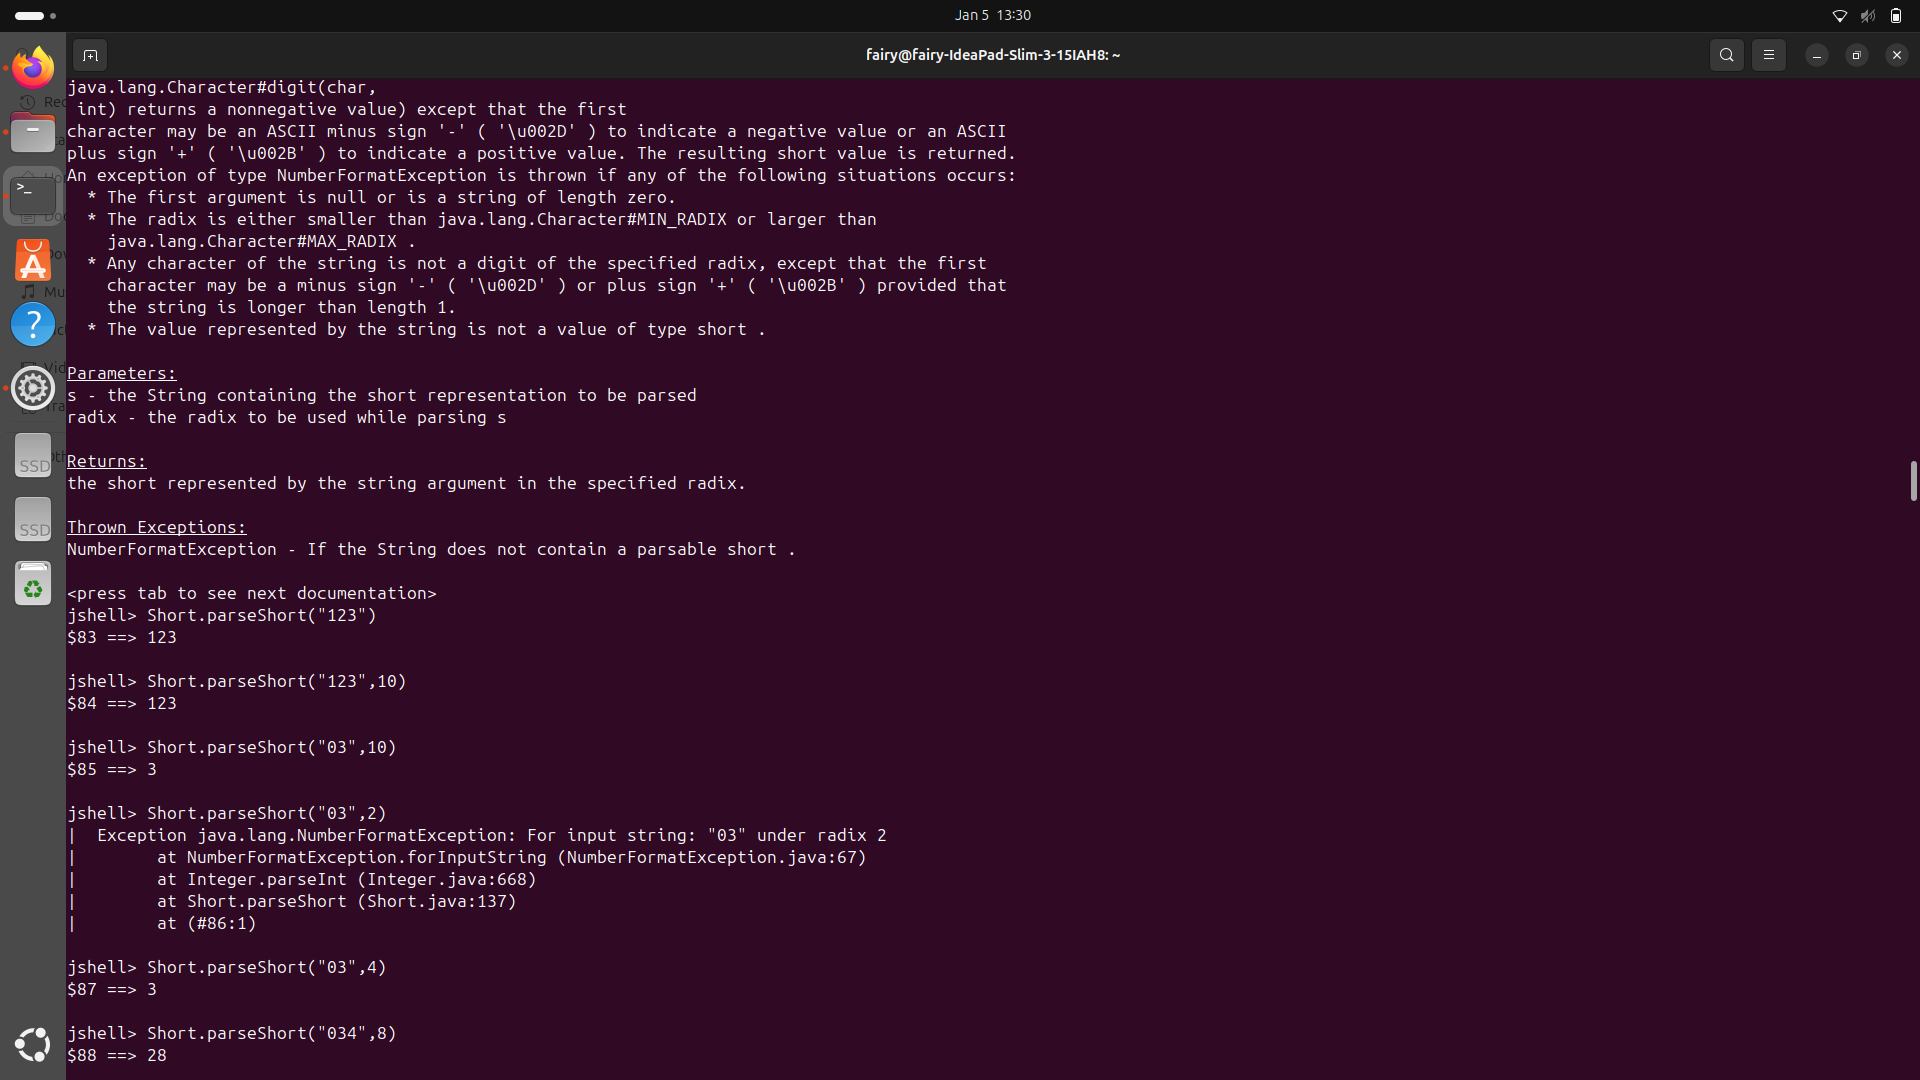 Jan 5 13:30
fairy@fairy-IdeaPad-Slim-3-15IAH8: ~
java.lang.Character#digit(char,
 int) returns a nonnegative value) except that the first
character may be an ASCII minus sign '-' ( '\u002D' ) to indicate a negative value or an ASCII
plus sign '+' ( '\u002B' ) to indicate a positive value. The resulting short value is returned.
An exception of type NumberFormatException is thrown if any of the following situations occurs:
  * The first argument is null or is a string of length zero.
  * The radix is either smaller than java.lang.Character#MIN_RADIX or larger than
    java.lang.Character#MAX_RADIX .
  * Any character of the string is not a digit of the specified radix, except that the first
    character may be a minus sign '-' ( '\u002D' ) or plus sign '+' ( '\u002B' ) provided that
    the string is longer than length 1.
  * The value represented by the string is not a value of type short .
Parameters:
s - the String containing the short representation to be parsed
radix - the radix to be used while parsing s
Returns:
the short represented by the string argument in the specified radix.
Thrown Exceptions:
NumberFormatException - If the String does not contain a parsable short .
<press tab to see next documentation>
jshell> Short.parseShort("123")
$83 ==> 123
jshell> Short.parseShort("123",10)
$84 ==> 123
jshell> Short.parseShort("03",10)
$85 ==> 3
jshell> Short.parseShort("03",2)
|  Exception java.lang.NumberFormatException: For input string: "03" under radix 2
|        at NumberFormatException.forInputString (NumberFormatException.java:67)
|        at Integer.parseInt (Integer.java:668)
|        at Short.parseShort (Short.java:137)
|        at (#86:1)
jshell> Short.parseShort("03",4)
$87 ==> 3
jshell> Short.parseShort("034",8)
$88 ==> 28
SSD
SSD